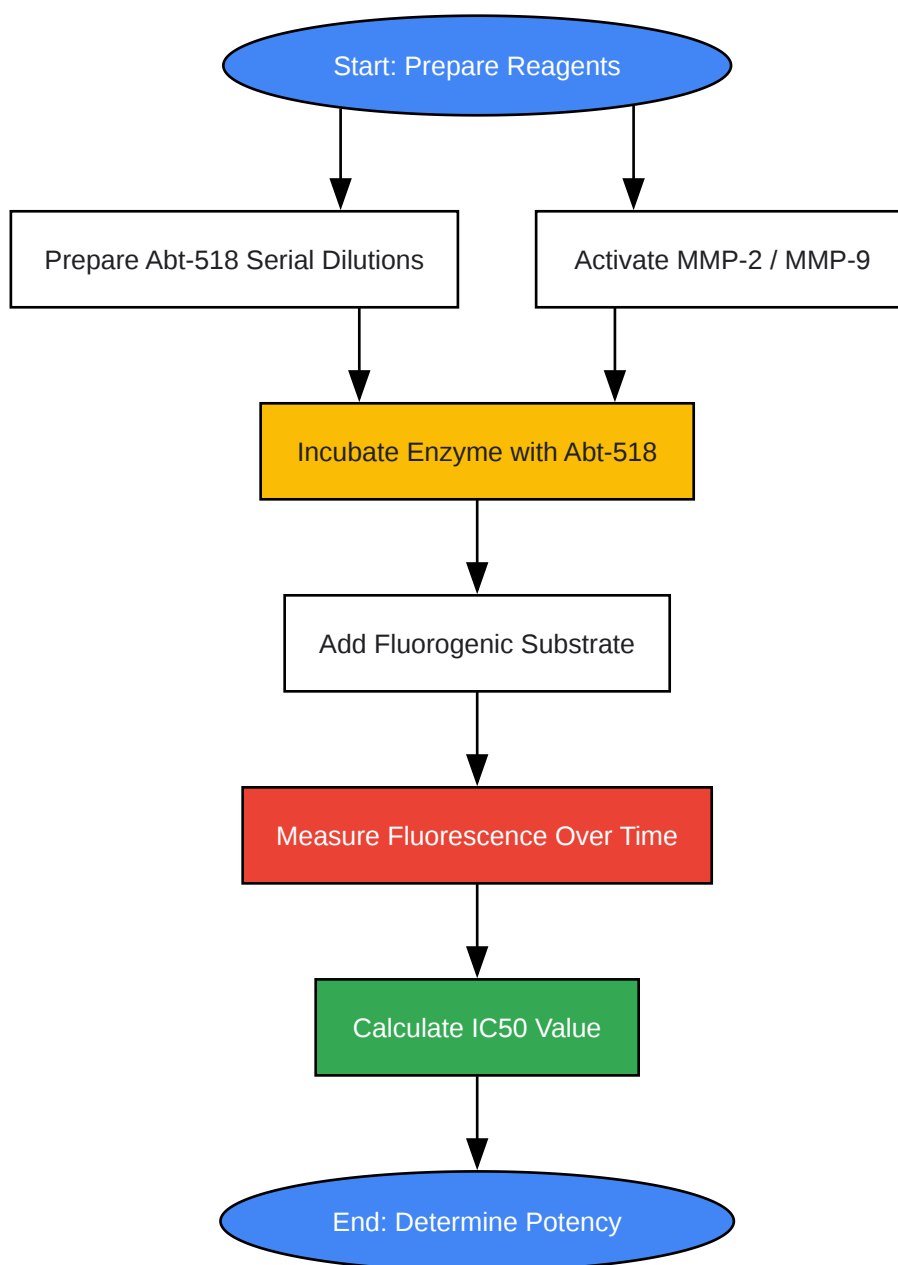 Start: Prepare Reagents
Prepare Abt-518 Serial Dilutions
Activate MMP-2 / MMP-9
Incubate Enzyme with Abt-518
Add Fluorogenic Substrate
Measure Fluorescence Over Time
Calculate IC50 Value
End: Determine Potency